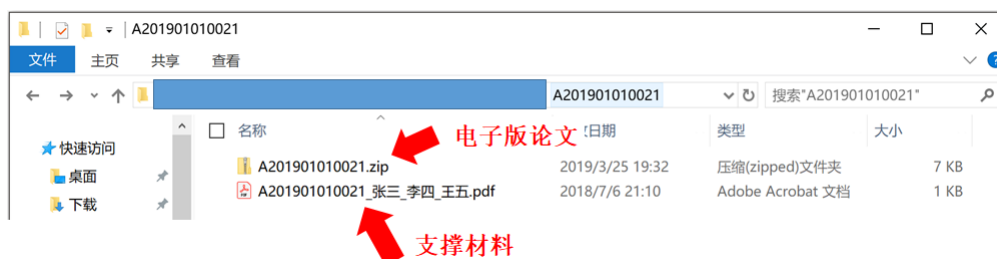 A201901010021
文件 主页 共享 查看
A201901010021 搜索"A201901010021"
名称 日期 类型 大小
电子版论文
快速访问
A201901010021.zip 2019/3/25 19:32 压缩(zipped)文件夹 7 KB
桌面
A201901010021_张三_李四_王五.pdf 2018/7/6 21:10 Adobe Acrobat 文档 1 KB
下载
支撑材料